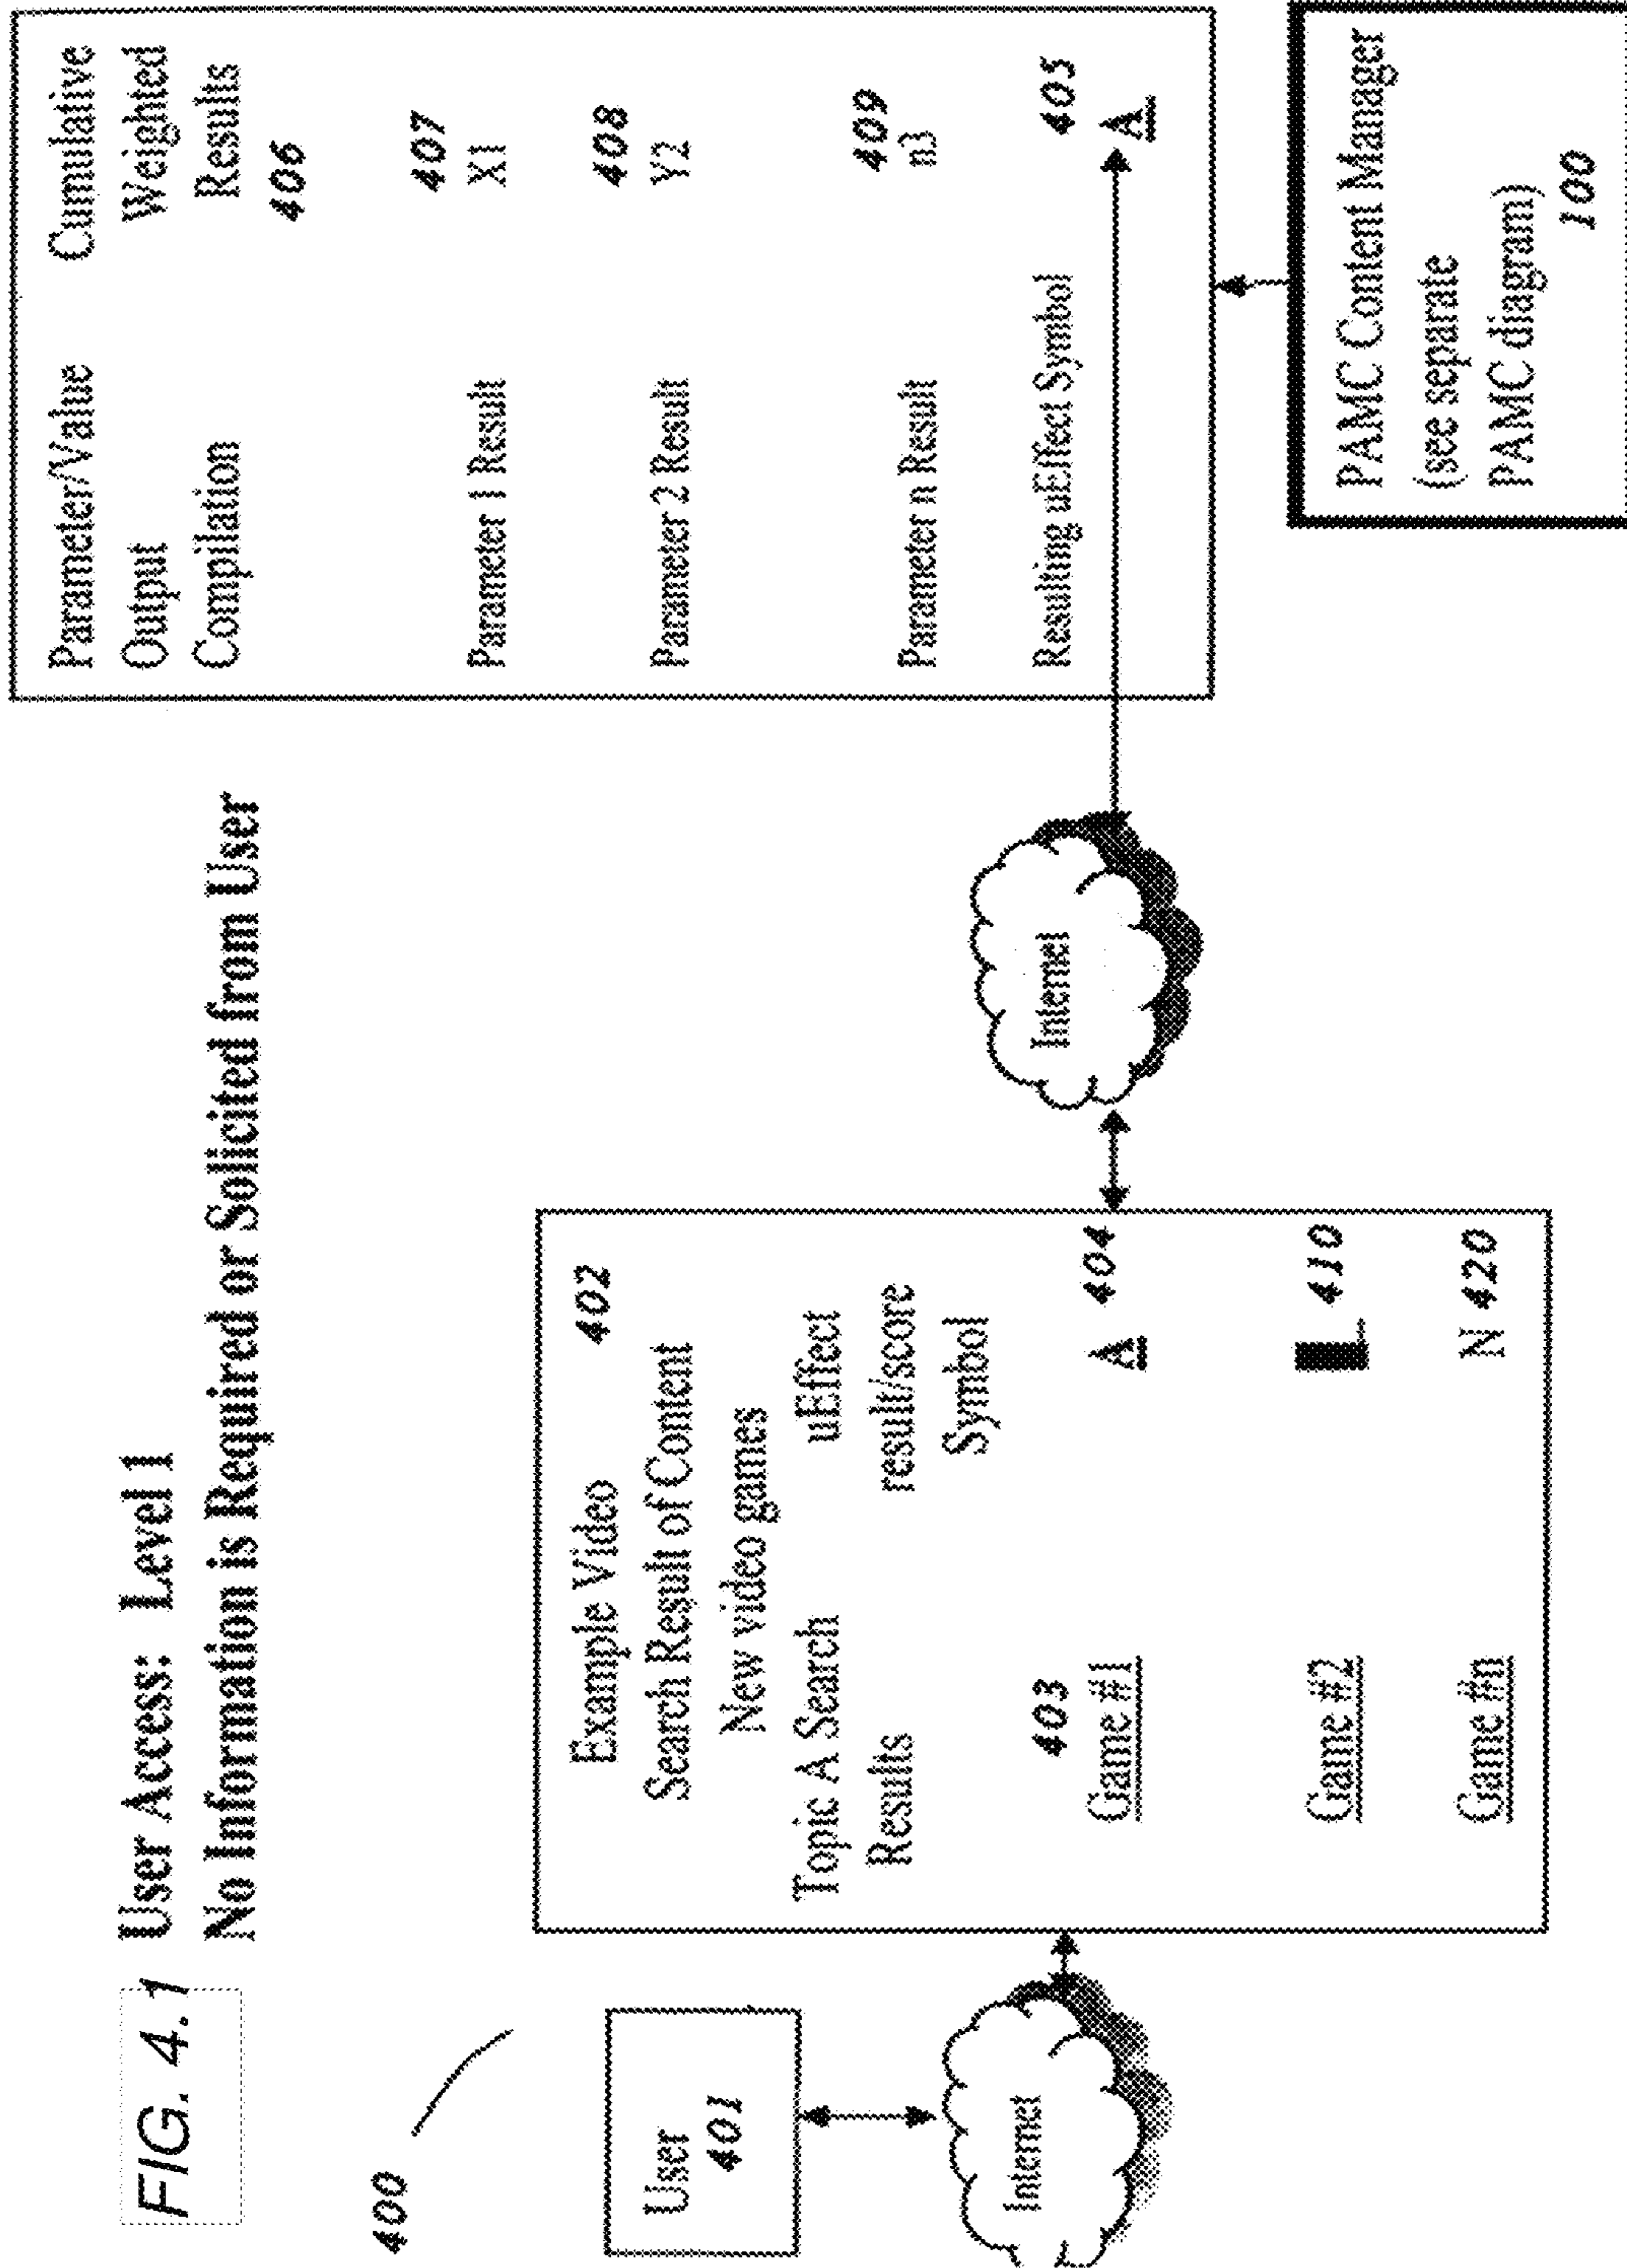 FIG. 4.1
User Access: Level 1
No Information is Required or Solicited from User
400
User
401
Internet
Example Video 402
Search Result of Content
New video games
Topic A Search uEffect
Results result/score
Symbol
403
Game #1 A 404
Game #2 L 410
Game #n N 420
Internet
Parameter/Value Cumulative
Output Weighted
Compilation Results
406
407
Parameter 1 Result X1
408
Parameter 2 Result Y2
409
Parameter n Result n3
Resulting uEffect Symbol 405
A
PAMC Content Manager
(see separate
PAMC diagram)
100